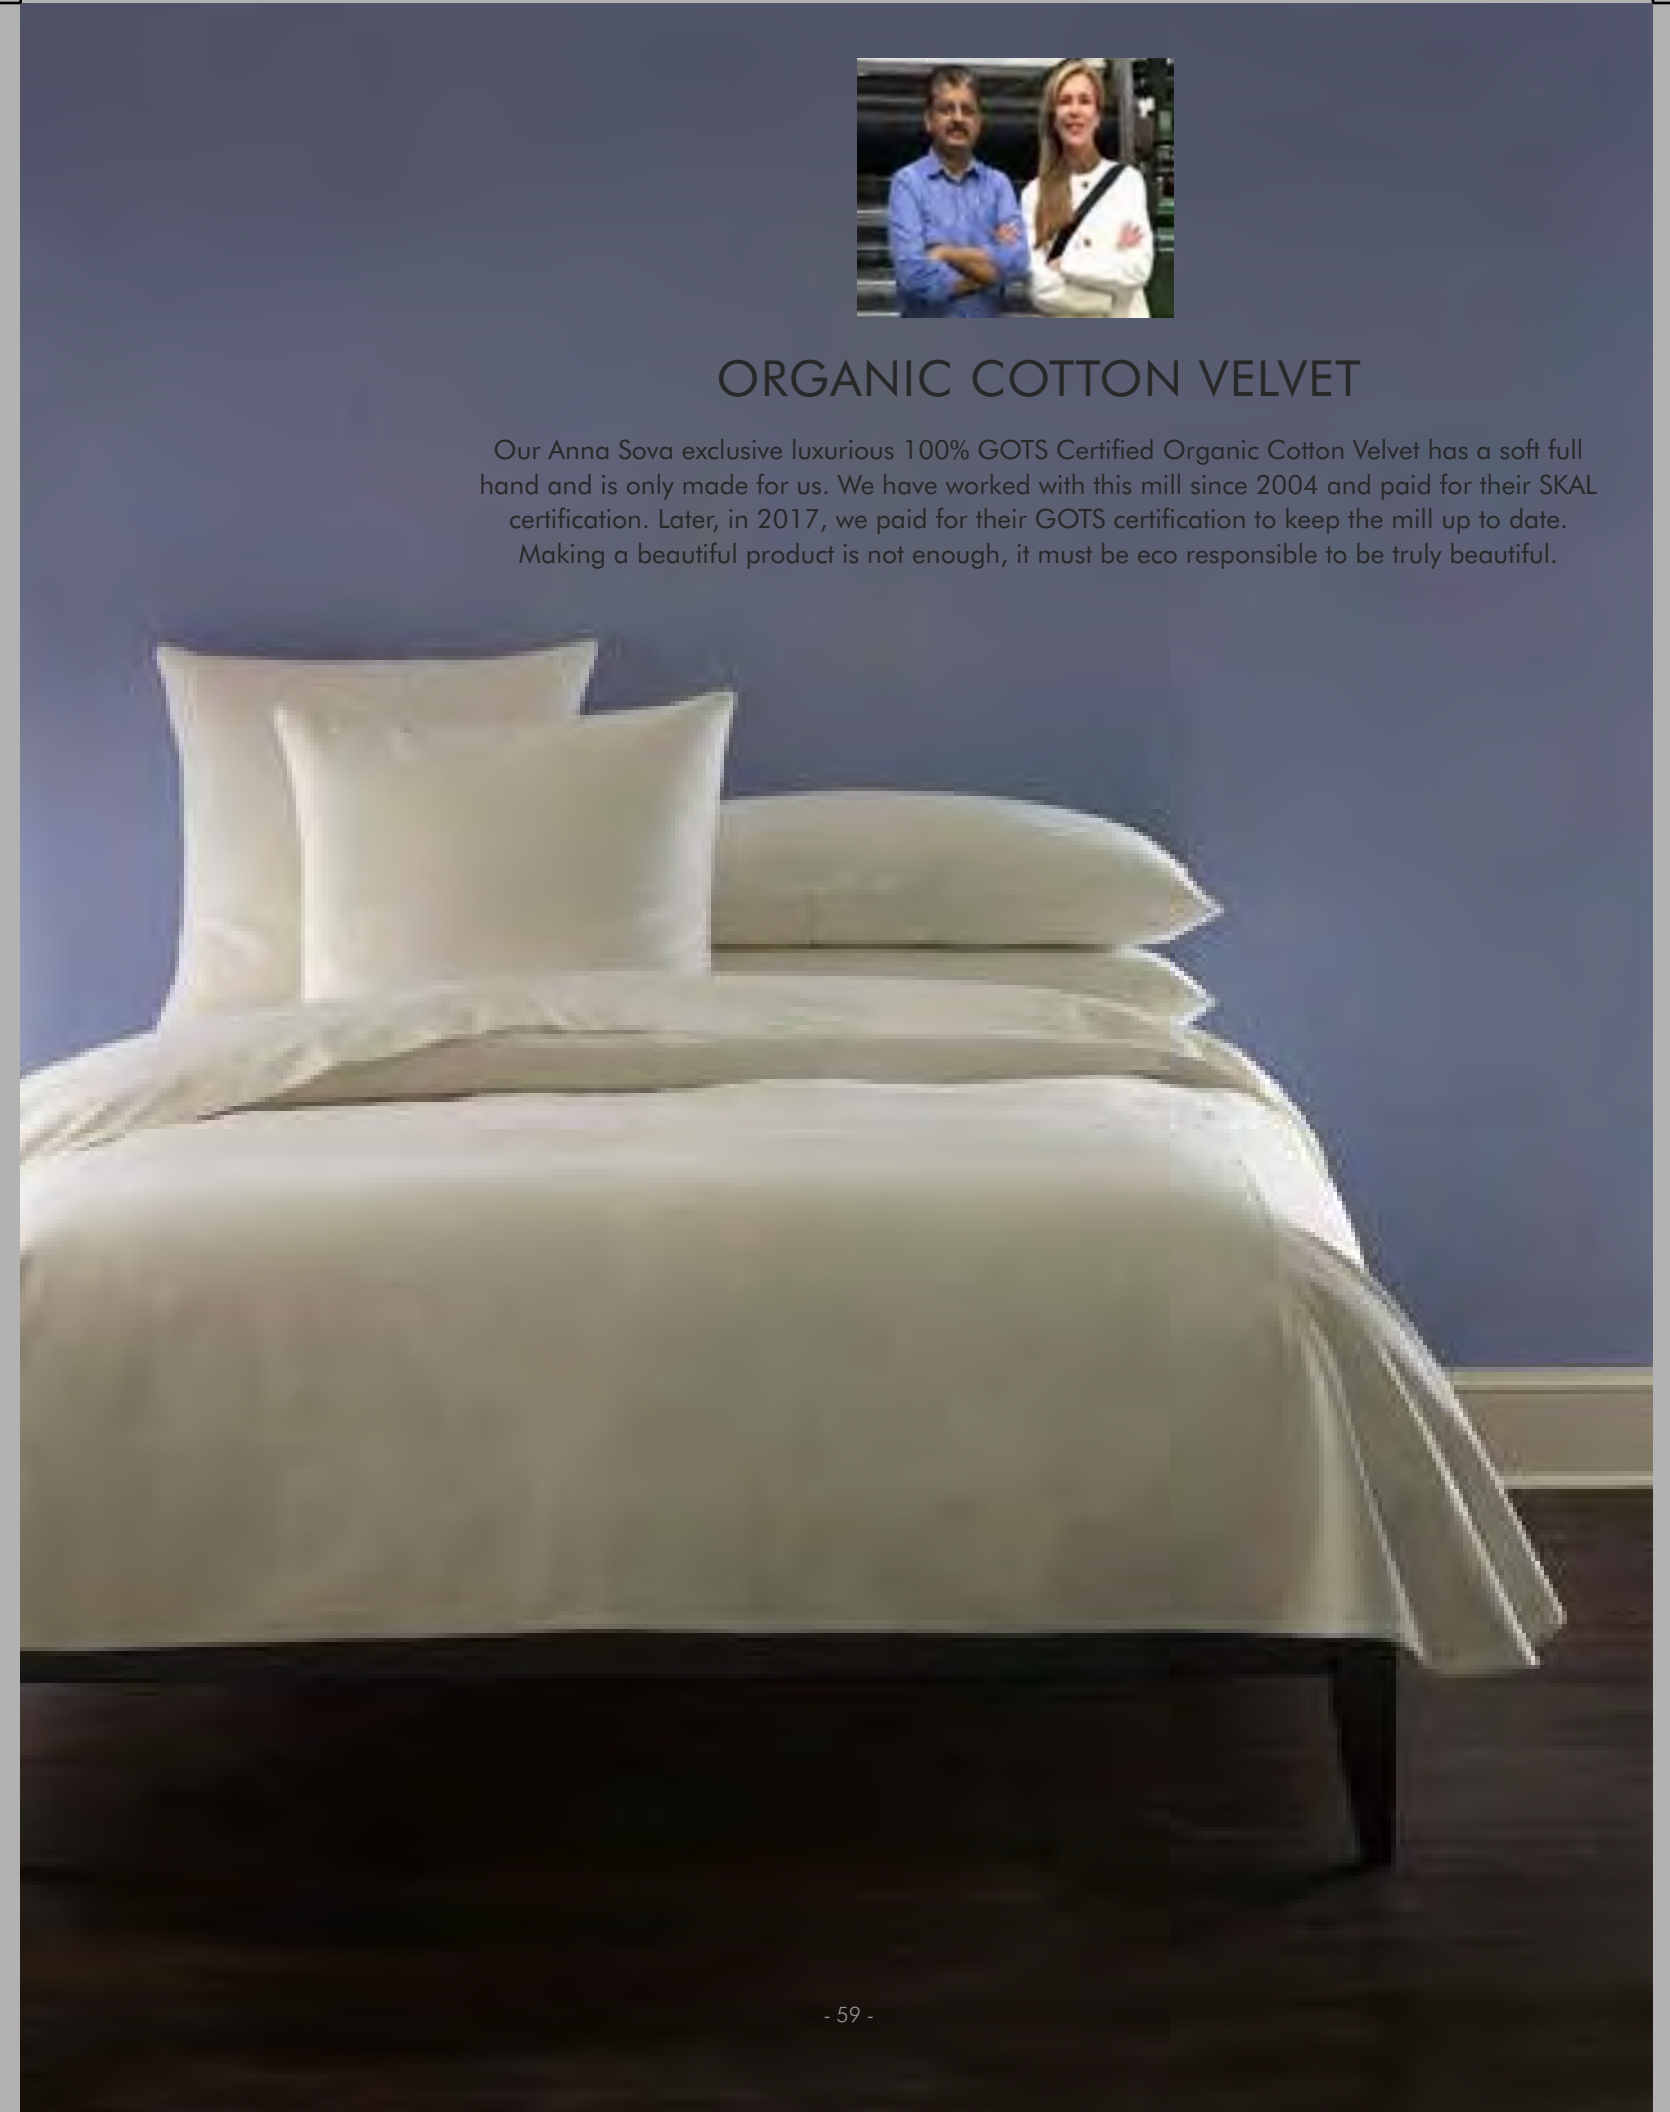 ORGANIC COTTON VELVET
Our Anna Sova exclusive luxurious 100% GOTS Certified Organic Cotton Velvet has a soft full
hand and is only made for us. We have worked with this mill since 2004 and paid for their SKAL
certification. Later, in 2017, we paid for their GOTS certification to keep the mill up to date.
Making a beautiful product is not enough, it must be eco responsible to be truly beautiful.
- 59 -